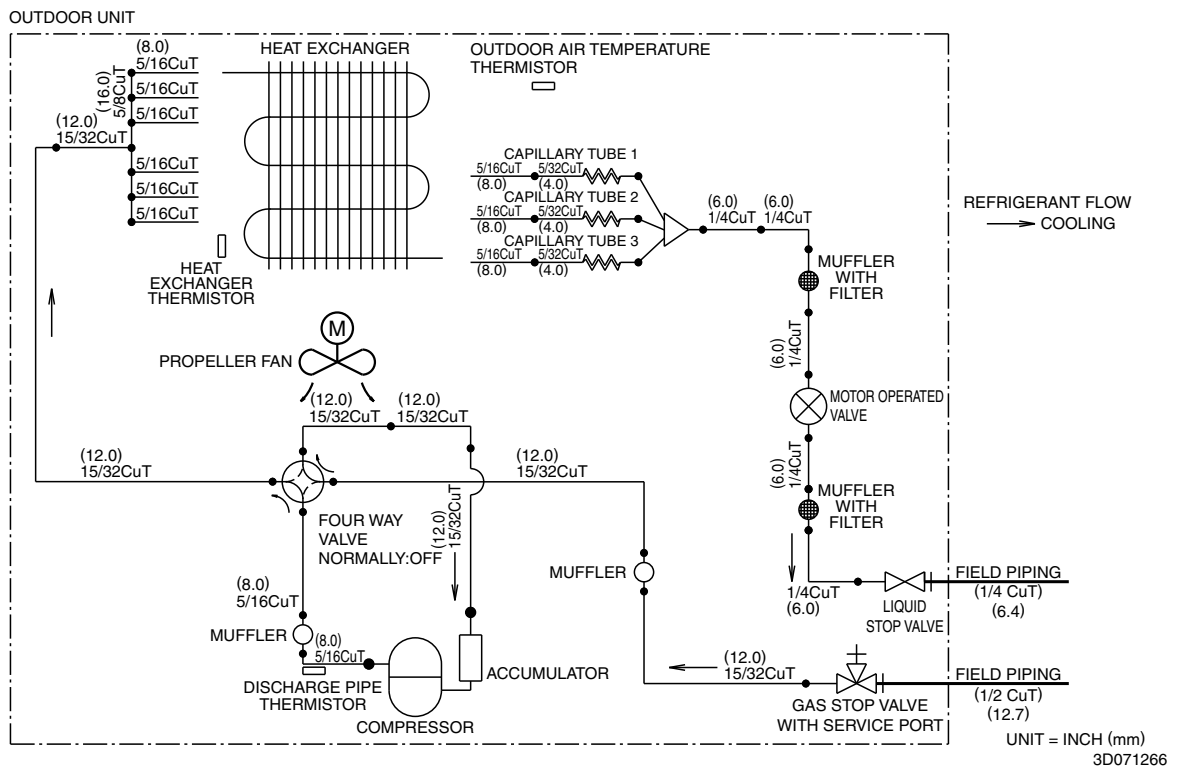 OUTDOOR UNIT
(8.0)
5/16CuT
5/16CuT
5/16CuT
(16.0)
5/8CuT
(12.0)
15/32CuT
5/16CuT
5/16CuT
5/16CuT
HEAT EXCHANGER
HEAT
EXCHANGER
THERMISTOR
OUTDOOR AIR TEMPERATURE
THERMISTOR
CAPILLARY TUBE 1
5/16CuT 5/32CuT
(8.0) (4.0)
CAPILLARY TUBE 2
5/16CuT 5/32CuT
(8.0) (4.0)
CAPILLARY TUBE 3
5/16CuT 5/32CuT
(8.0) (4.0)
(6.0) (6.0)
1/4CuT 1/4CuT
REFRIGERANT FLOW
COOLING
MUFFLER
WITH
FILTER
(6.0)
1/4CuT
MOTOR OPERATED
VALVE
(6.0)
1/4CuT
MUFFLER
WITH
FILTER
M
PROPELLER FAN
(12.0) (12.0)
15/32CuT 15/32CuT
(12.0)
15/32CuT
(12.0)
15/32CuT
FOUR WAY
VALVE
NORMALLY:OFF
(12.0)
15/32CuT
(8.0)
5/16CuT
MUFFLER
(8.0)
5/16CuT
DISCHARGE PIPE
THERMISTOR
COMPRESSOR
ACCUMULATOR
MUFFLER
1/4CuT
(6.0)
LIQUID
STOP VALVE
FIELD PIPING
(1/4 CuT)
(6.4)
(12.0)
15/32CuT
GAS STOP VALVE
WITH SERVICE PORT
FIELD PIPING
(1/2 CuT)
(12.7)
UNIT = INCH (mm)
3D071266